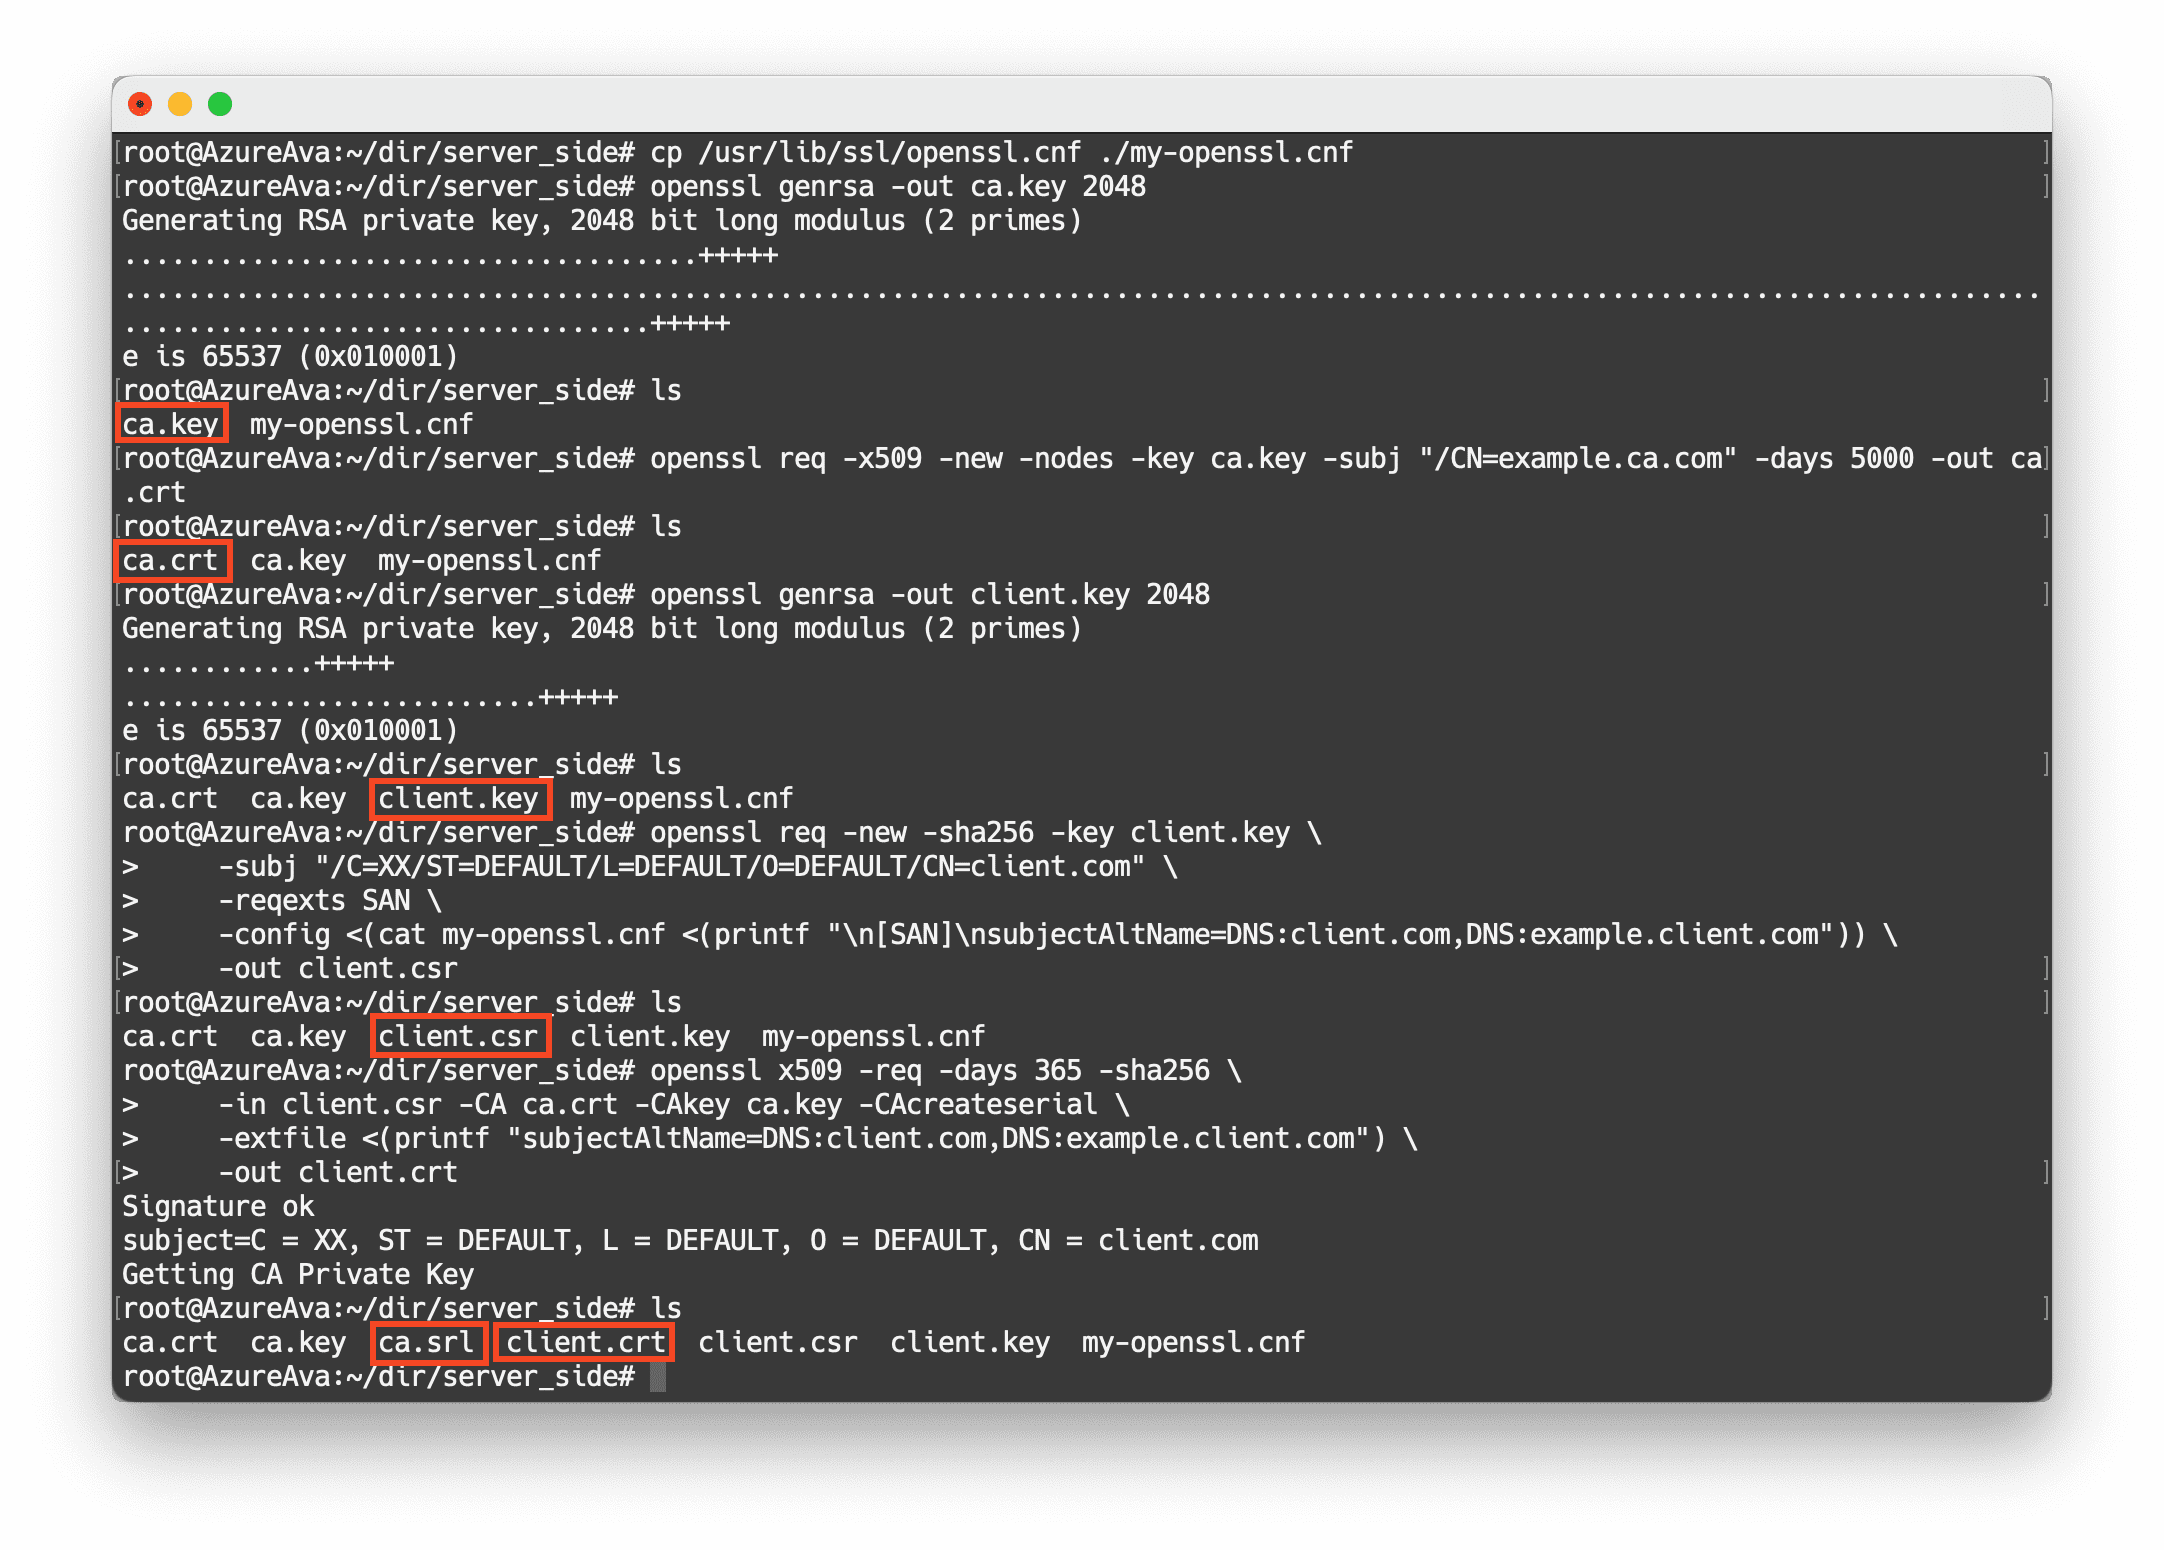 root@AzureAva:~/dir/server_side# cp /usr/lib/ssl/openssl.cnf ./my-openssl.cnf
root@AzureAva:~/dir/server_side# openssl genrsa -out ca.key 2048
Generating RSA private key, 2048 bit long modulus (2 primes)
....................................+++++
........................................................................................................................
.................................+++++
e is 65537 (0x010001)
root@AzureAva:~/dir/server_side# ls
ca.key  my-openssl.cnf
root@AzureAva:~/dir/server_side# openssl req -x509 -new -nodes -key ca.key -subj "/CN=example.ca.com" -days 5000 -out ca
.crt
root@AzureAva:~/dir/server_side# ls
ca.crt  ca.key  my-openssl.cnf
root@AzureAva:~/dir/server_side# openssl genrsa -out client.key 2048
Generating RSA private key, 2048 bit long modulus (2 primes)
............+++++
..........................+++++
e is 65537 (0x010001)
root@AzureAva:~/dir/server_side# ls
ca.crt  ca.key  client.key  my-openssl.cnf
root@AzureAva:~/dir/server_side# openssl req -new -sha256 -key client.key \
>     -subj "/C=XX/ST=DEFAULT/L=DEFAULT/O=DEFAULT/CN=client.com" \
>     -reqexts SAN \
>     -config <(cat my-openssl.cnf <(printf "\n[SAN]\nsubjectAltName=DNS:client.com,DNS:example.client.com")) \
>     -out client.csr
root@AzureAva:~/dir/server_side# ls
ca.crt  ca.key  client.csr  client.key  my-openssl.cnf
root@AzureAva:~/dir/server_side# openssl x509 -req -days 365 -sha256 \
>     -in client.csr -CA ca.crt -CAkey ca.key -CAcreateserial \
>     -extfile <(printf "subjectAltName=DNS:client.com,DNS:example.client.com") \
>     -out client.crt
Signature ok
subject=C = XX, ST = DEFAULT, L = DEFAULT, O = DEFAULT, CN = client.com
Getting CA Private Key
root@AzureAva:~/dir/server_side# ls
ca.crt  ca.key  ca.srl  client.crt  client.csr  client.key  my-openssl.cnf
root@AzureAva:~/dir/server_side#